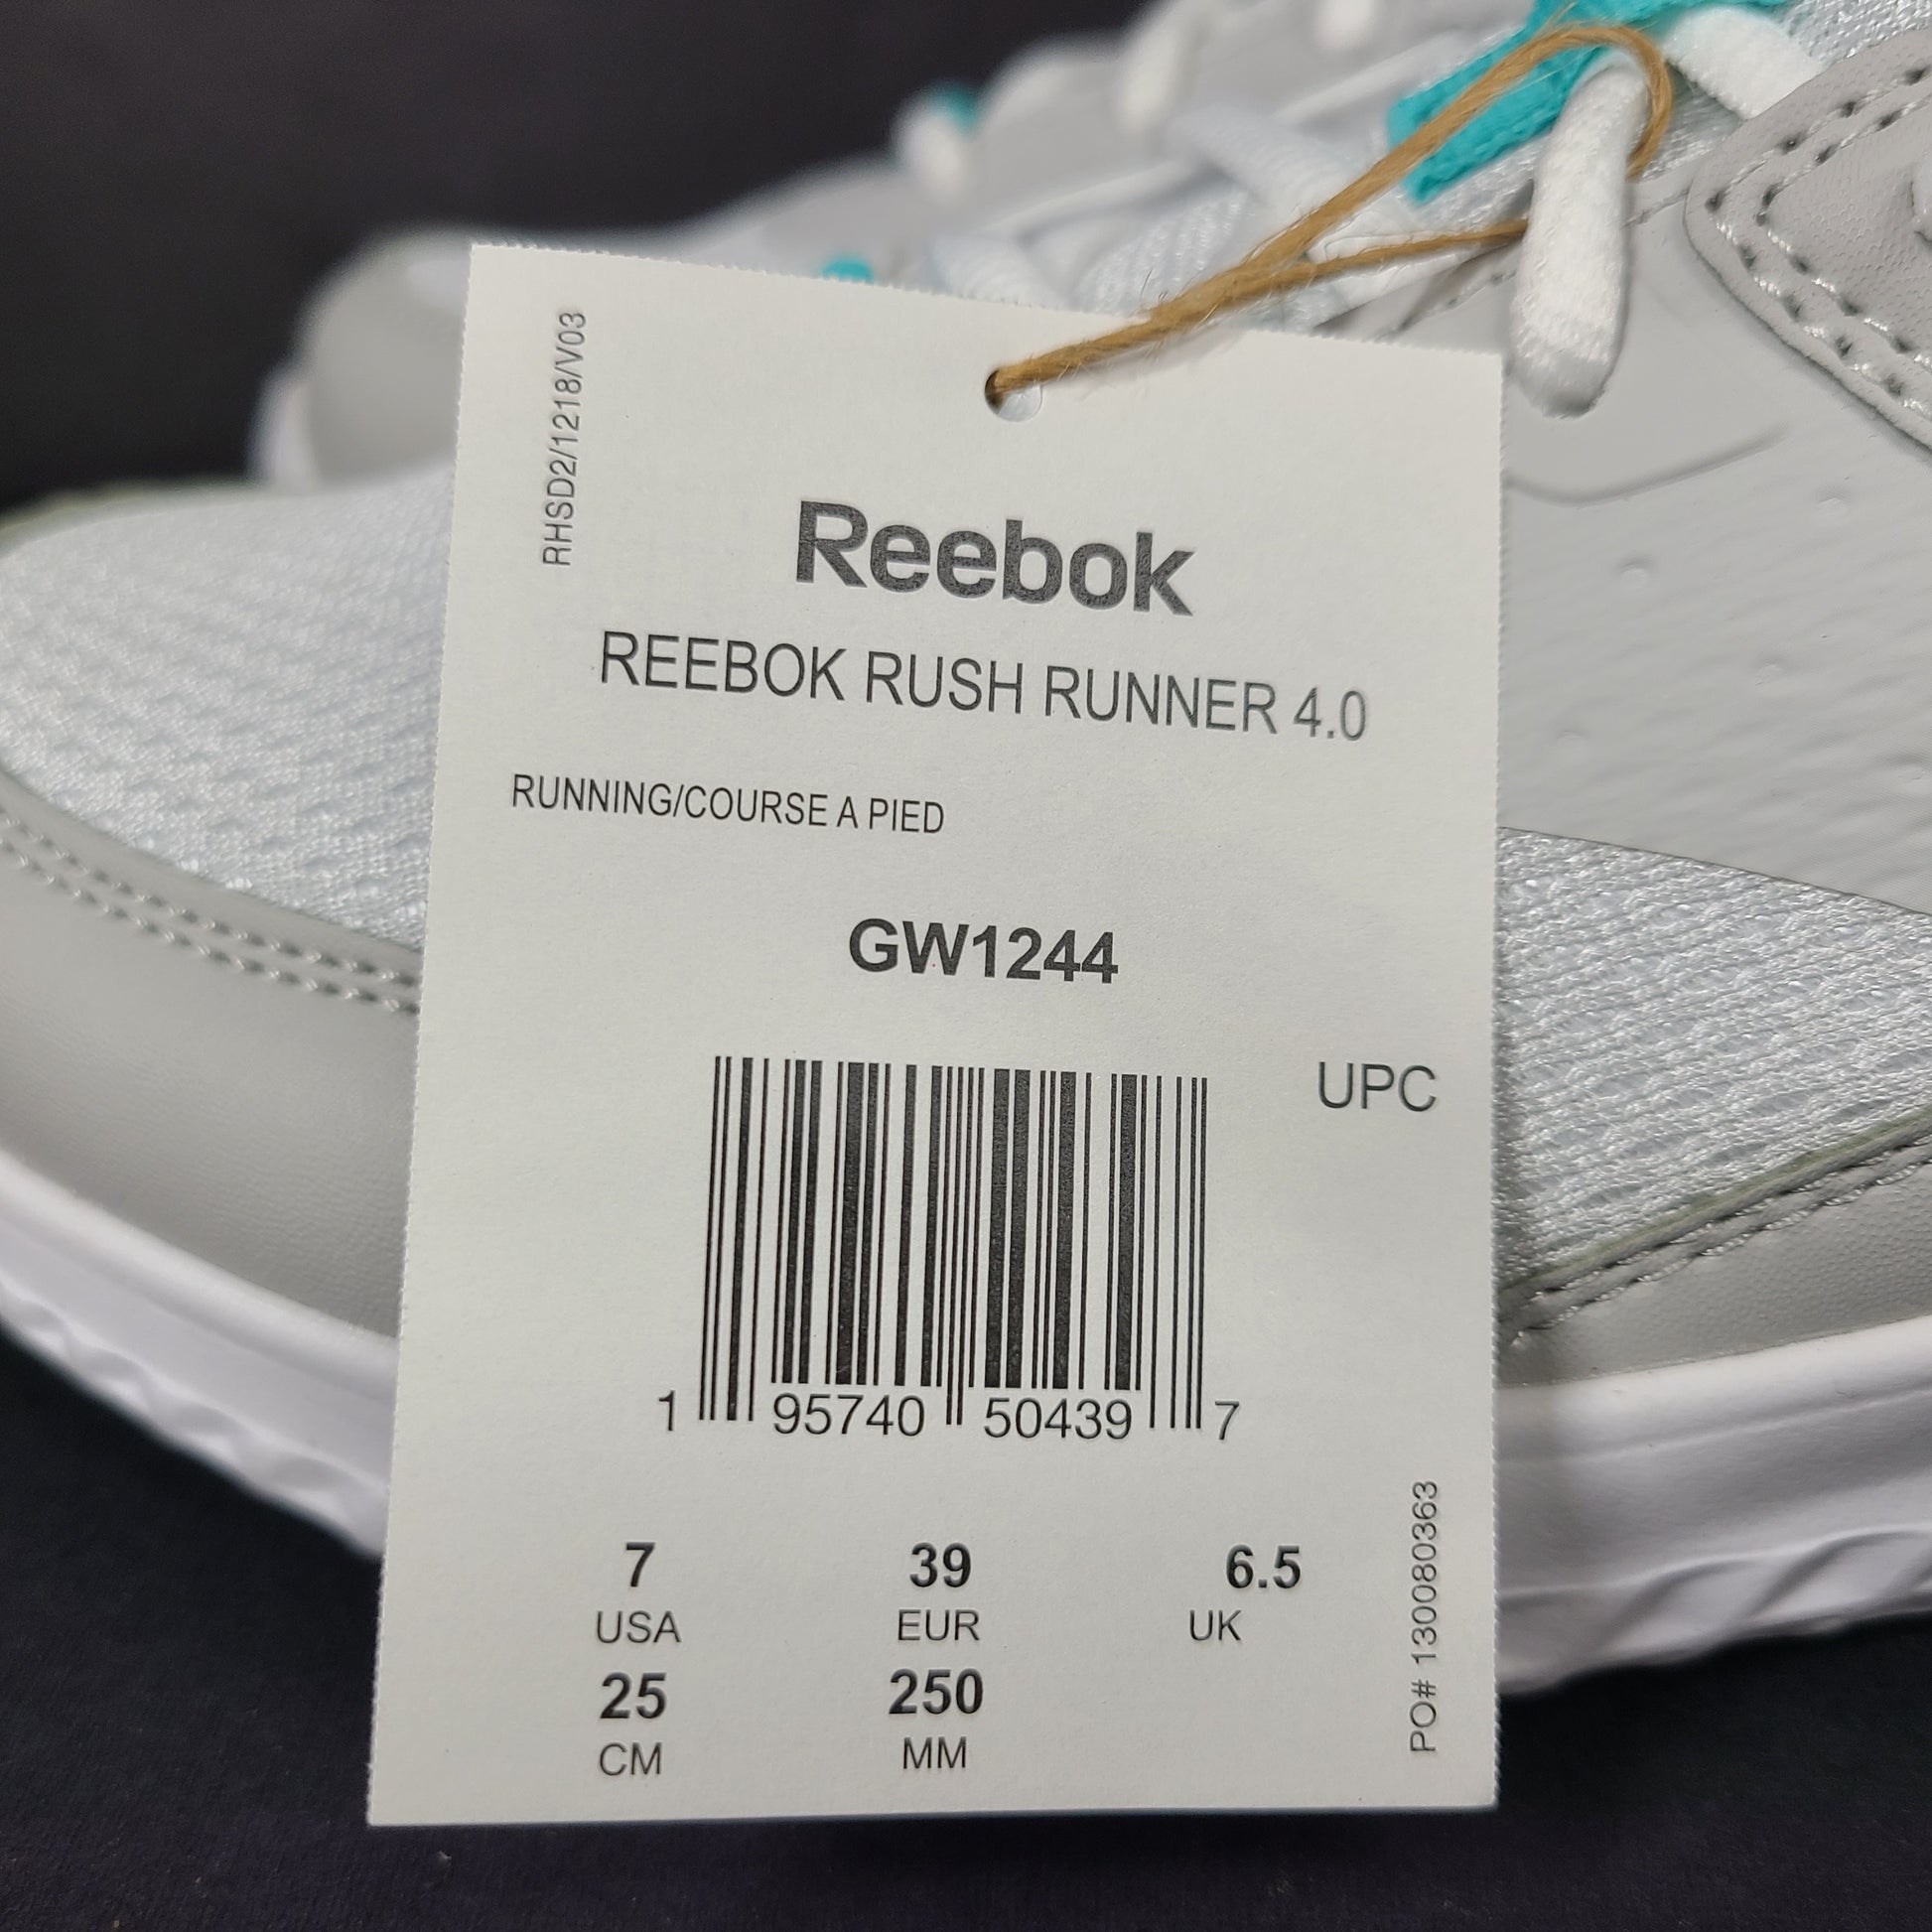 RHSD2/1218/V03
Reebok
REEBOK RUSH RUNNER 4.0
RUNNING/COURSE A PIED
GW1244
UPC
1 95740 50439 7
7 39 6.5
USA EUR UK
25 250
CM MM
PO# 130080363